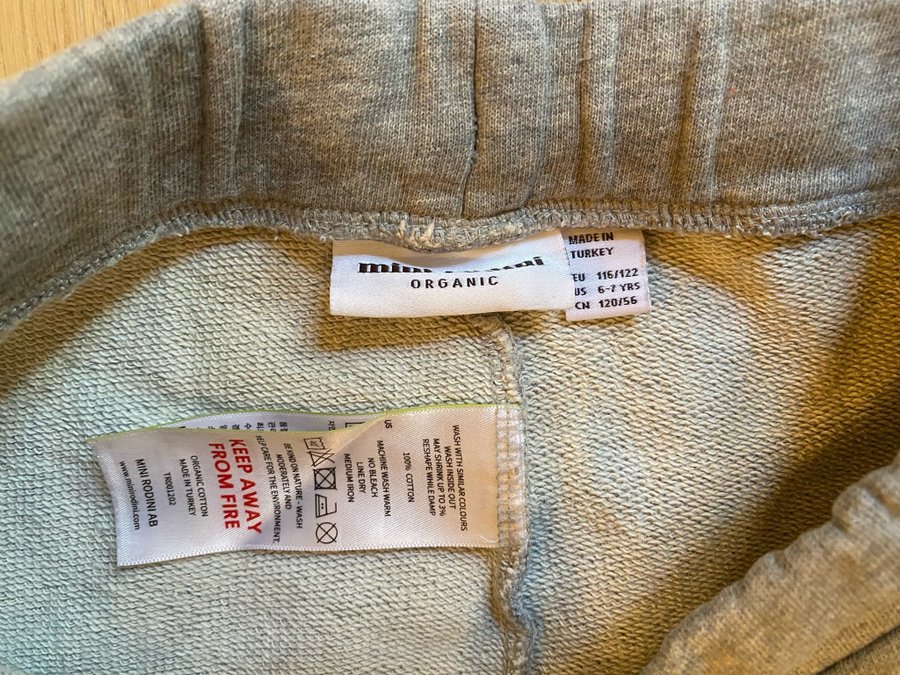 ORGANIC
MADE IN
TURKEY
EU 116/122
US 6-7 YRS
CN 120/56
WASH WITH SIMILAR COLOURS
WASH INSIDE OUT
MAY SHRINK UP TO 3%
RESHAPE WHILE DAMP
100% COTTON
US
MACHINE WASH WARM
NO BLEACH
LINE DRY
MEDIUM IRON
BE KIND ON NATURE - WASH
MODERATELY AND
HELP CARE FOR THE ENVIRONMENT.
KEEP AWAY
FROM FIRE
ORGANIC COTTON
MADE IN TURKEY
TR001202
MINI RODINI AB
www.minirodini.com